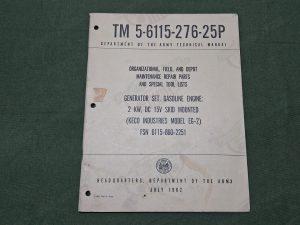 TM 5-6115-276-25P
DEPARTMENT OF THE ARMY TECHNICAL MANUAL
ORGANIZATIONAL, FIELD, AND DEPOT
MAINTENANCE REPAIR PARTS
AND SPECIAL TOOL LISTS
GENERATOR SET, GASOLINE ENGINE:
2 KW, DC 15V SKID MOUNTED
(KECO INDUSTRIES MODEL EG-2)
FSN 6115-860-2251
HEADQUARTERS, DEPARTMENT OF THE ARMY
JULY 1962